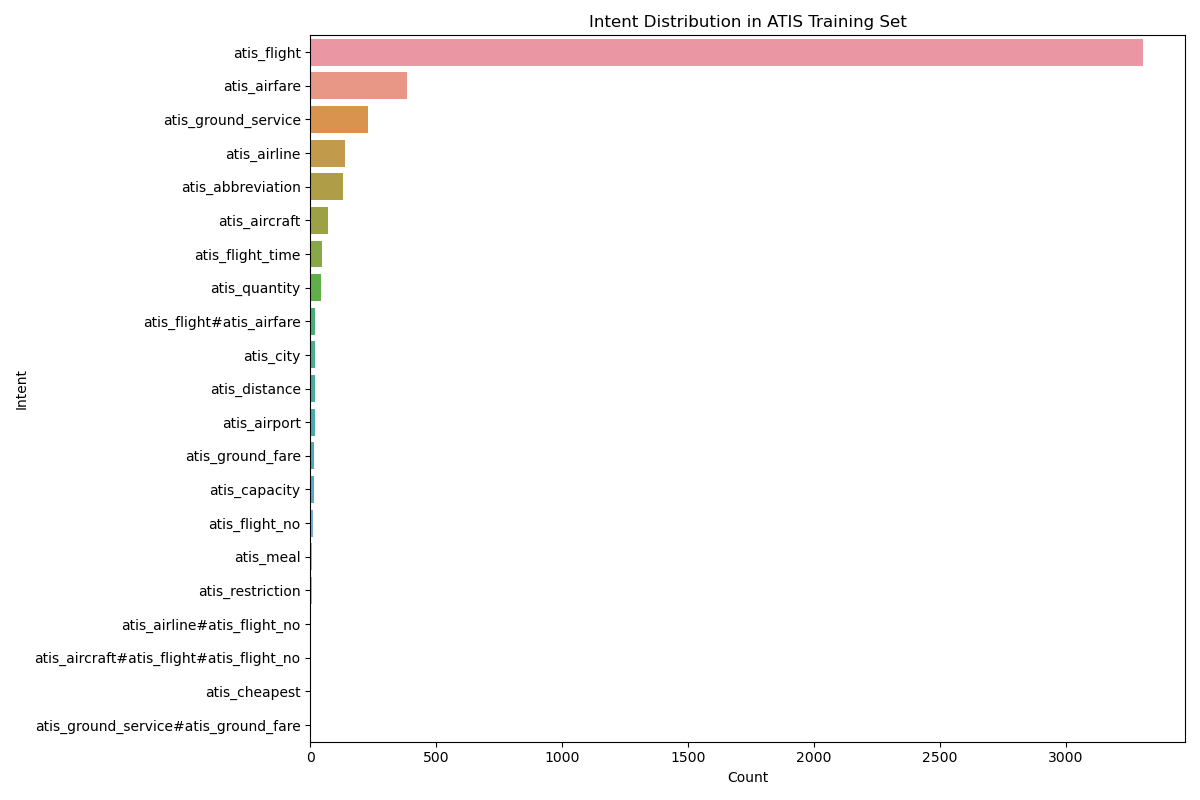 Intent Distribution in ATIS Training Set
atis_flight
atis_airfare
atis_ground_service
atis_airline
atis_abbreviation
atis_aircraft
atis_flight_time
atis_quantity
atis_flight#atis_airfare
atis_city
atis_distance
atis_airport
atis_ground_fare
atis_capacity
atis_flight_no
atis_meal
atis_restriction
atis_airline#atis_flight_no
atis_aircraft#atis_flight#atis_flight_no
atis_cheapest
atis_ground_service#atis_ground_fare
Intent
0 500 1000 1500 2000 2500 3000
Count